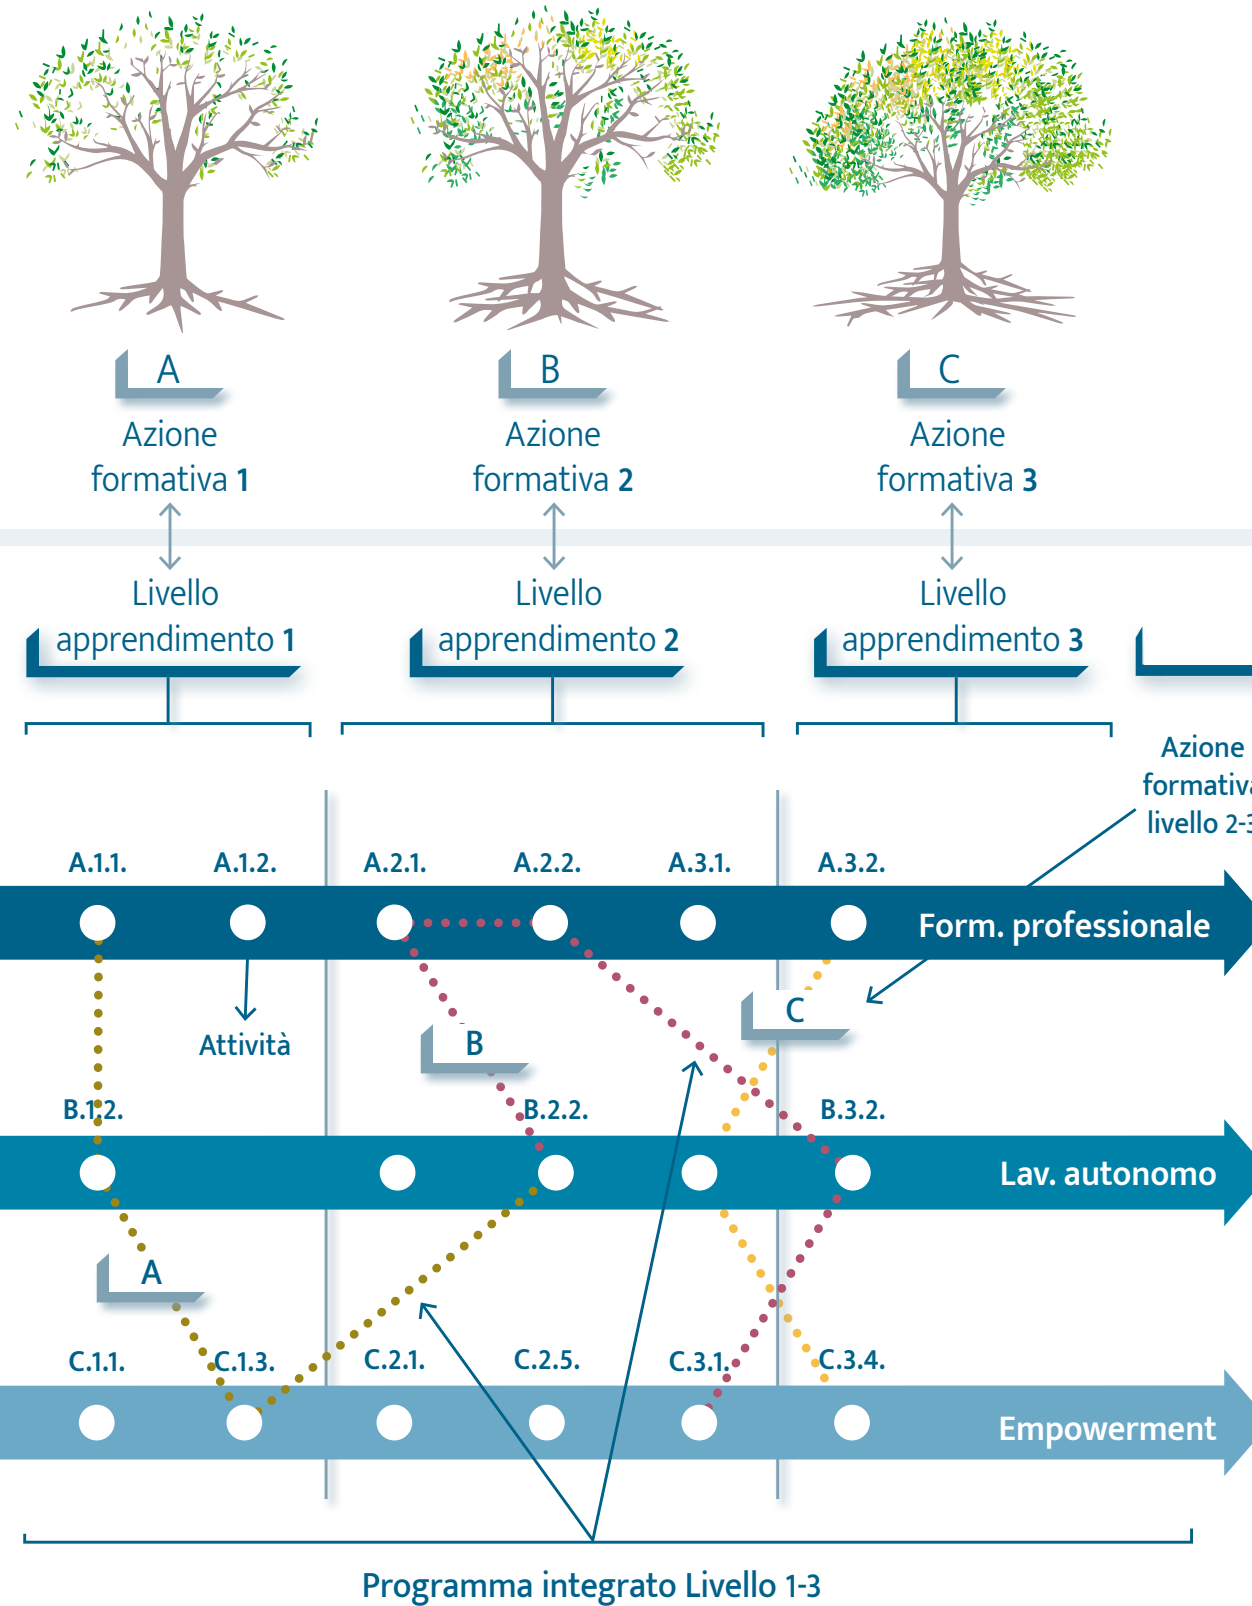 A
B
C
Azione
formativa 1
Azione
formativa 2
Azione
formativa 3
Livello
apprendimento 1
Livello
apprendimento 2
Livello
apprendimento 3
Azione
formativa
livello 2-3
A.1.1.
A.1.2.
A.2.1.
A.2.2.
A.3.1.
A.3.2.
Form. professionale
C
B
Attività
B.1.2.
B.2.2.
B.3.2.
Lav. autonomo
A
C.1.1.
C.1.3.
C.2.1.
C.2.5.
C.3.1.
C.3.4.
Empowerment
Programma integrato Livello 1-3